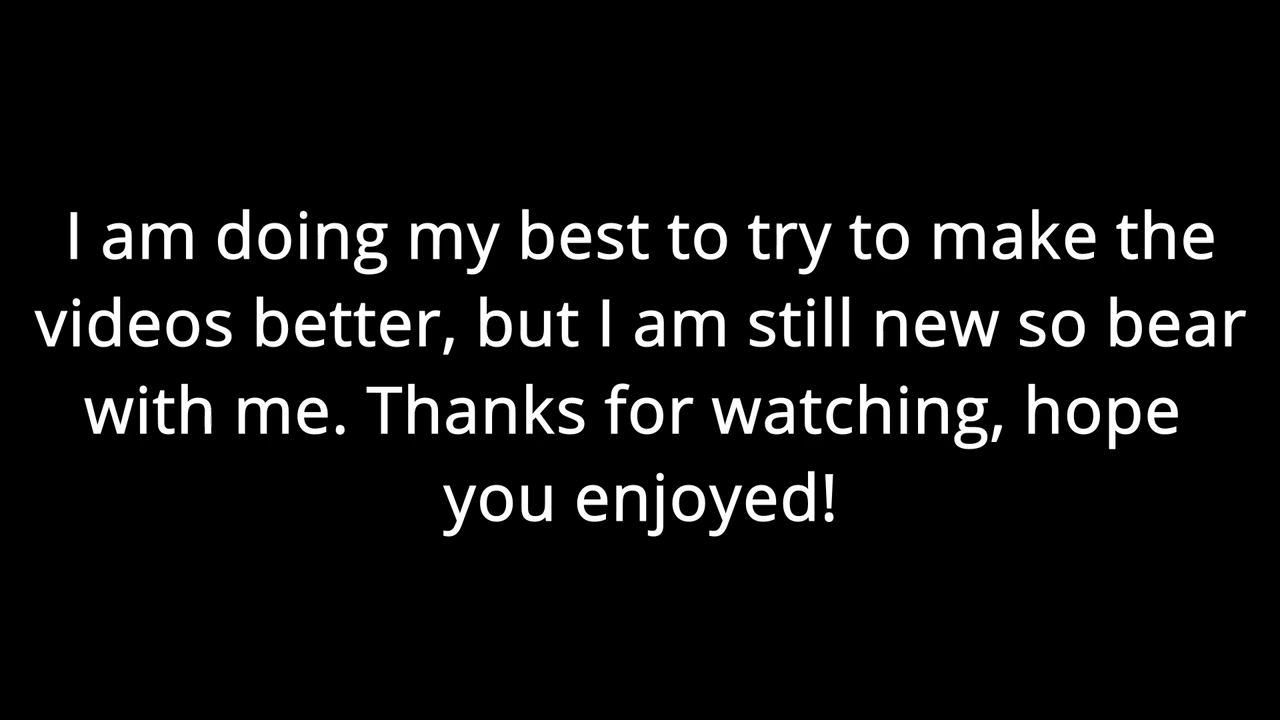 I am doing my best to try to make the
videos better, but I am still new so bear
with me. Thanks for watching, hope
you enjoyed!